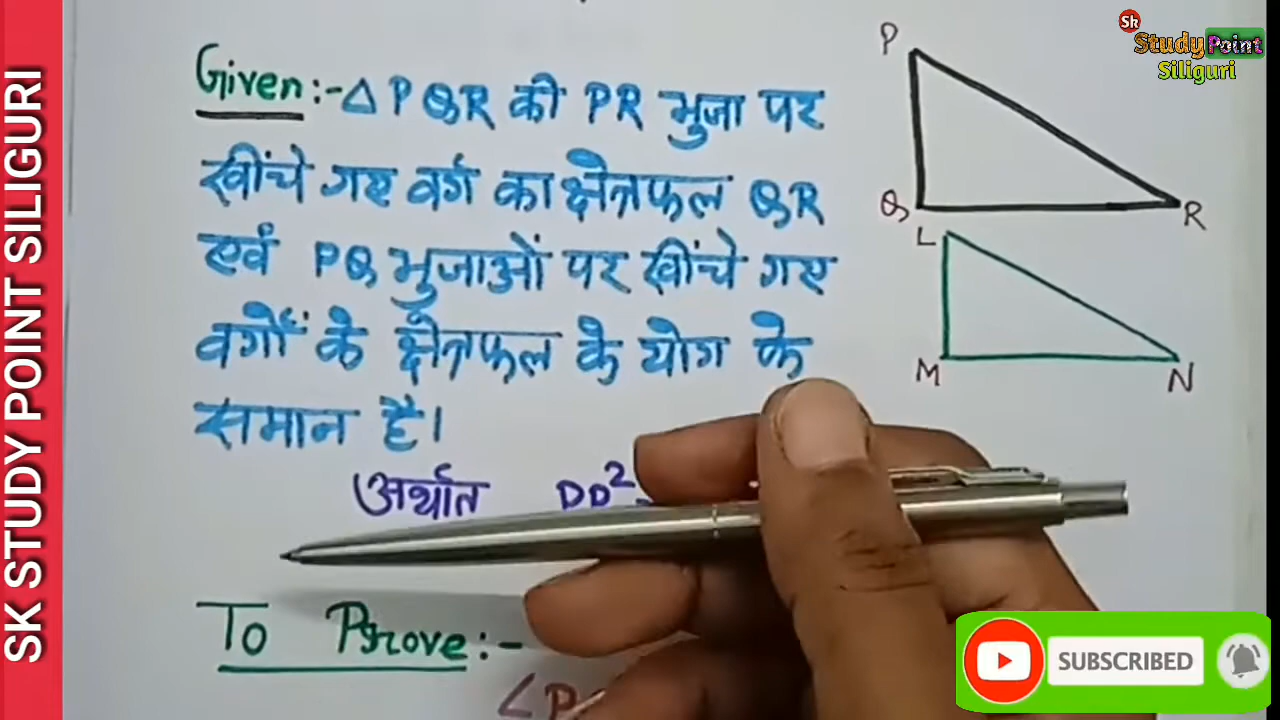 SK STUDY POINT SILIGURI
Sk
Study Point
Siliguri
Given :- △ PQR की PR भुजा पर
खींचे गए वर्ग का क्षेत्रफल QR
एवं PQ भुजाओं पर खींचे गए
वर्गों के क्षेत्रफल के योग के
समान है।
अर्थात
To Prove :-
P
Q
R
L
M
N
SUBSCRIBED